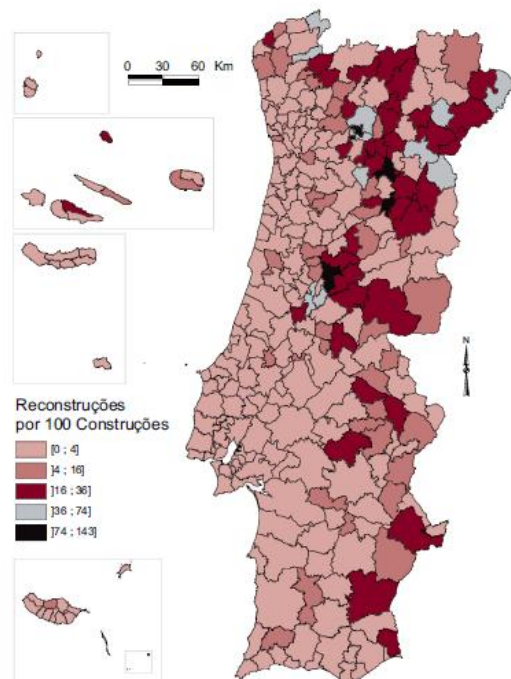 0 30 60 Km
N
Reconstruções
por 100 Construções
[0 ; 4]
]4 ; 16]
]16 ; 36]
]36 ; 74]
]74 ; 143]